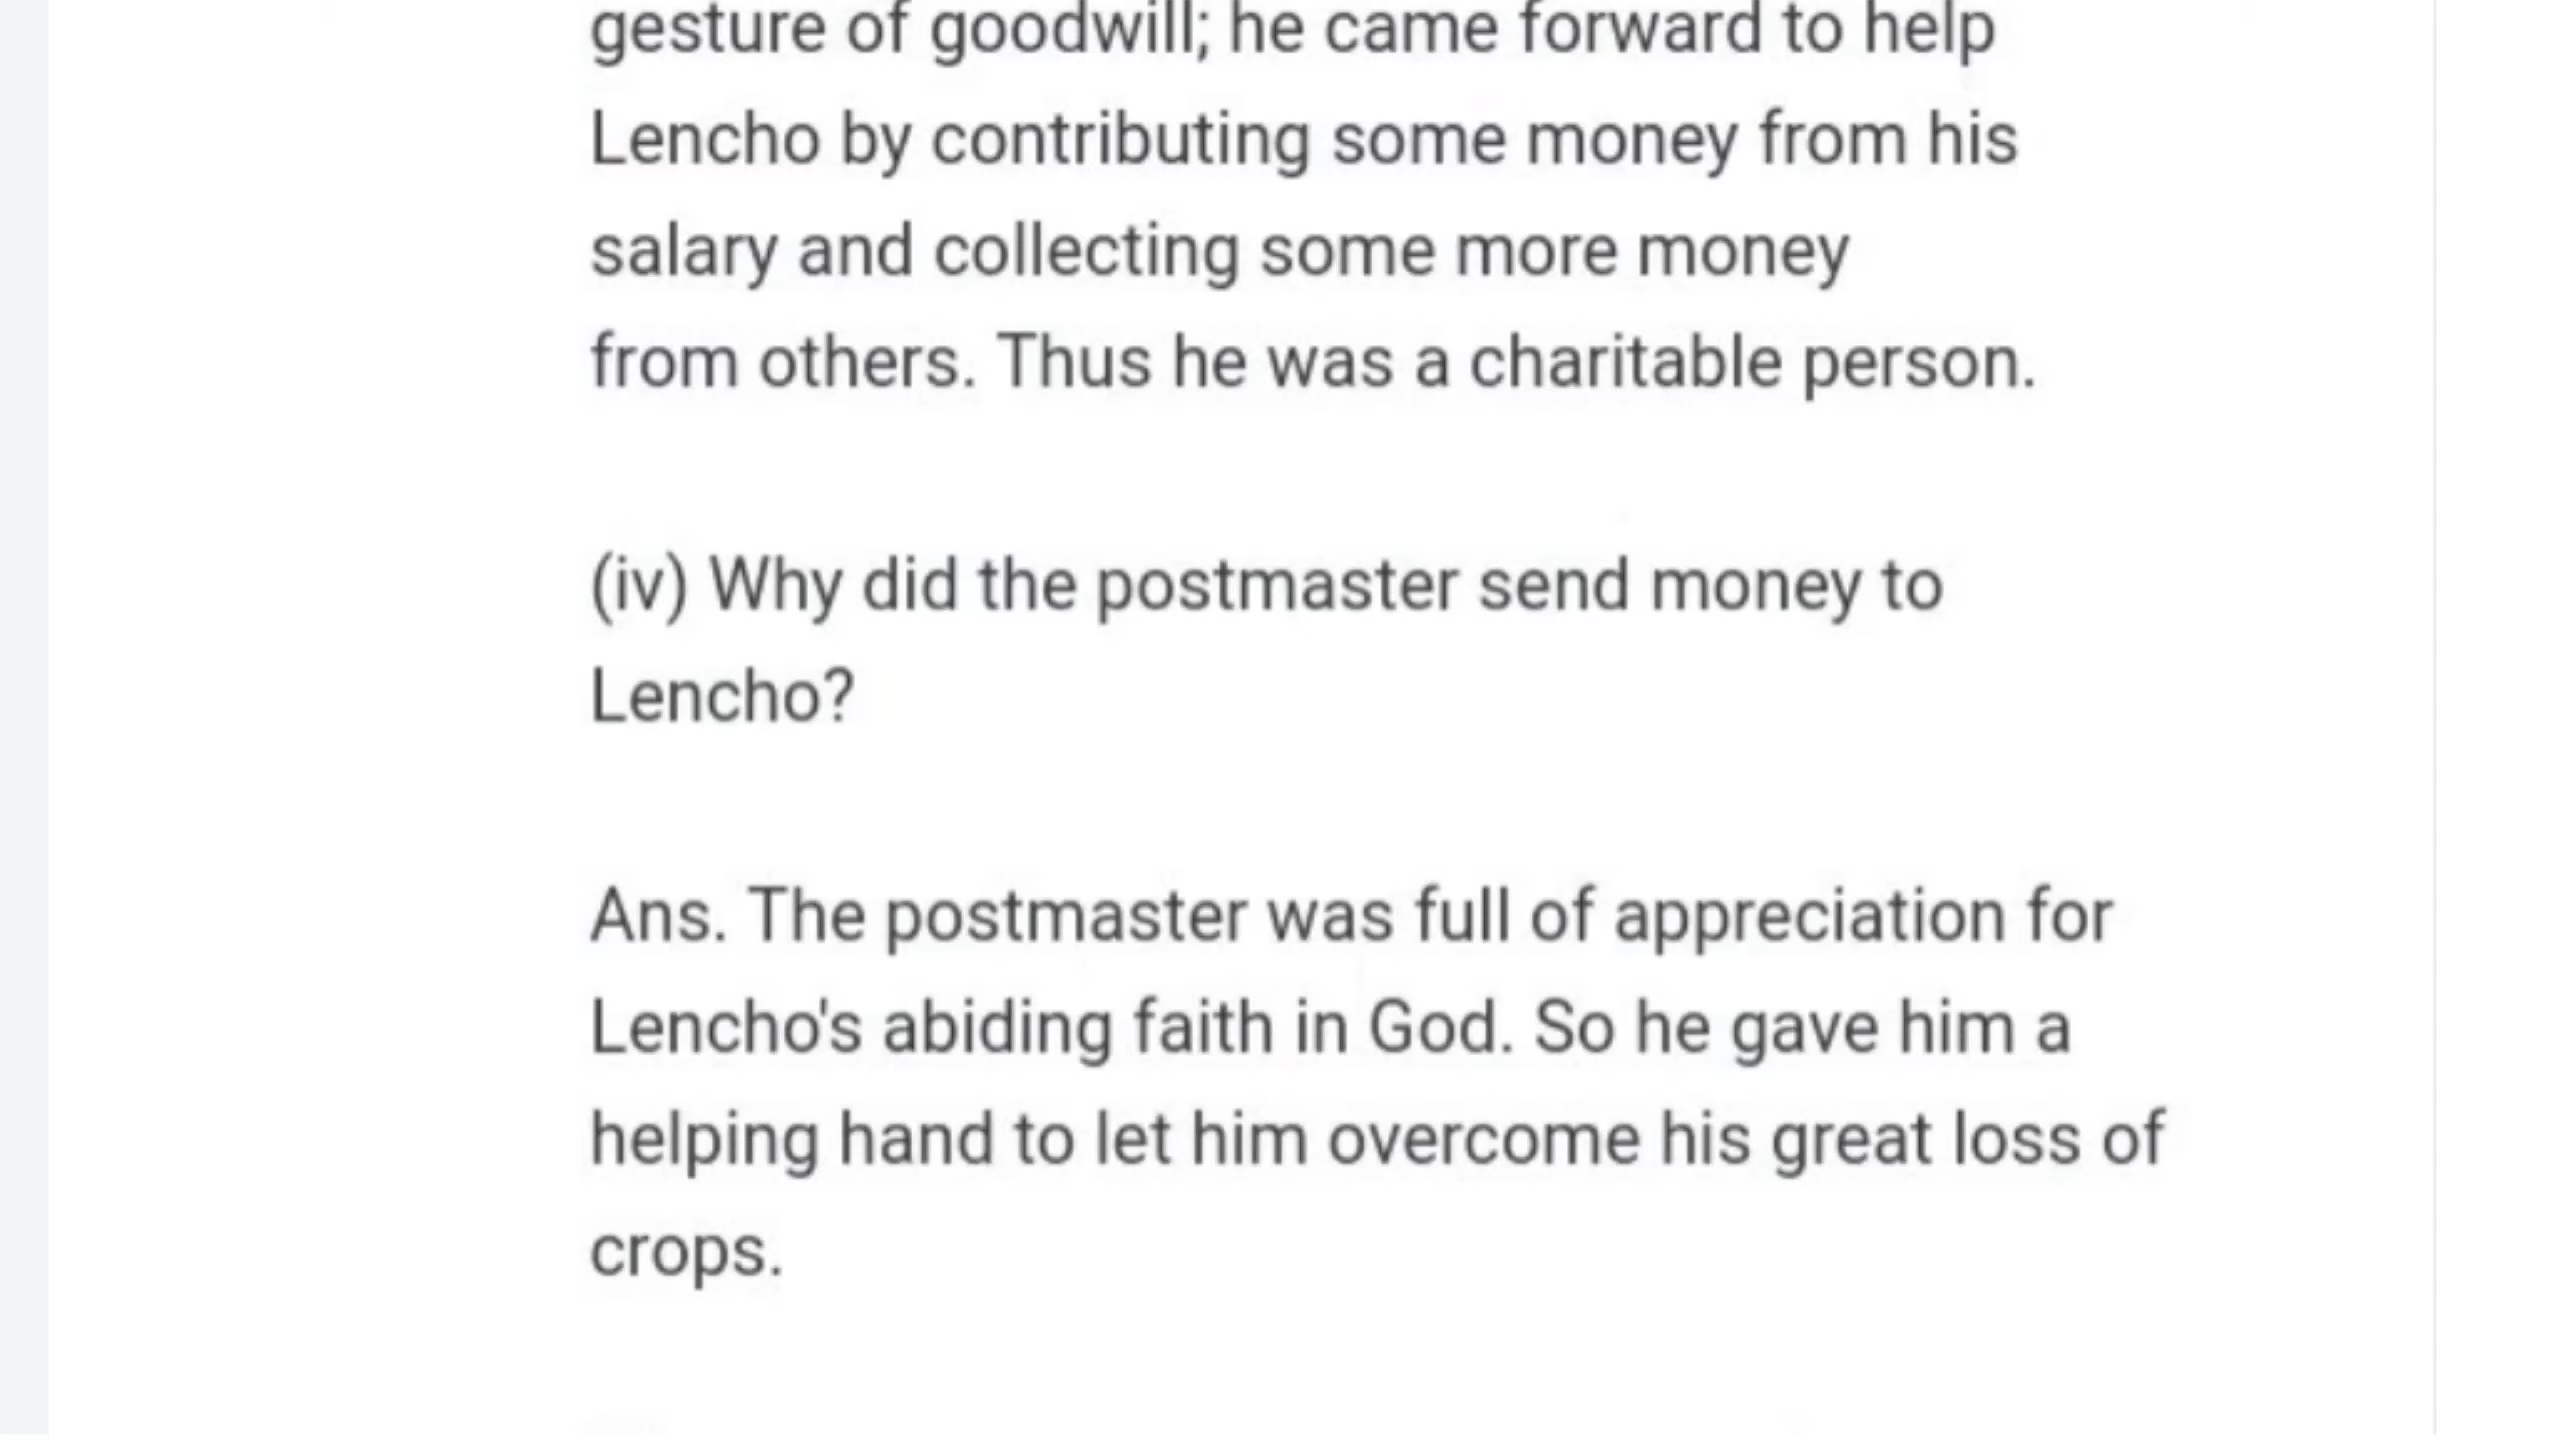 gesture of goodwill; he came forward to help
Lencho by contributing some money from his
salary and collecting some more money
from others. Thus he was a charitable person.
(iv) Why did the postmaster send money to
Lencho?
Ans. The postmaster was full of appreciation for
Lencho's abiding faith in God. So he gave him a
helping hand to let him overcome his great loss of
crops.